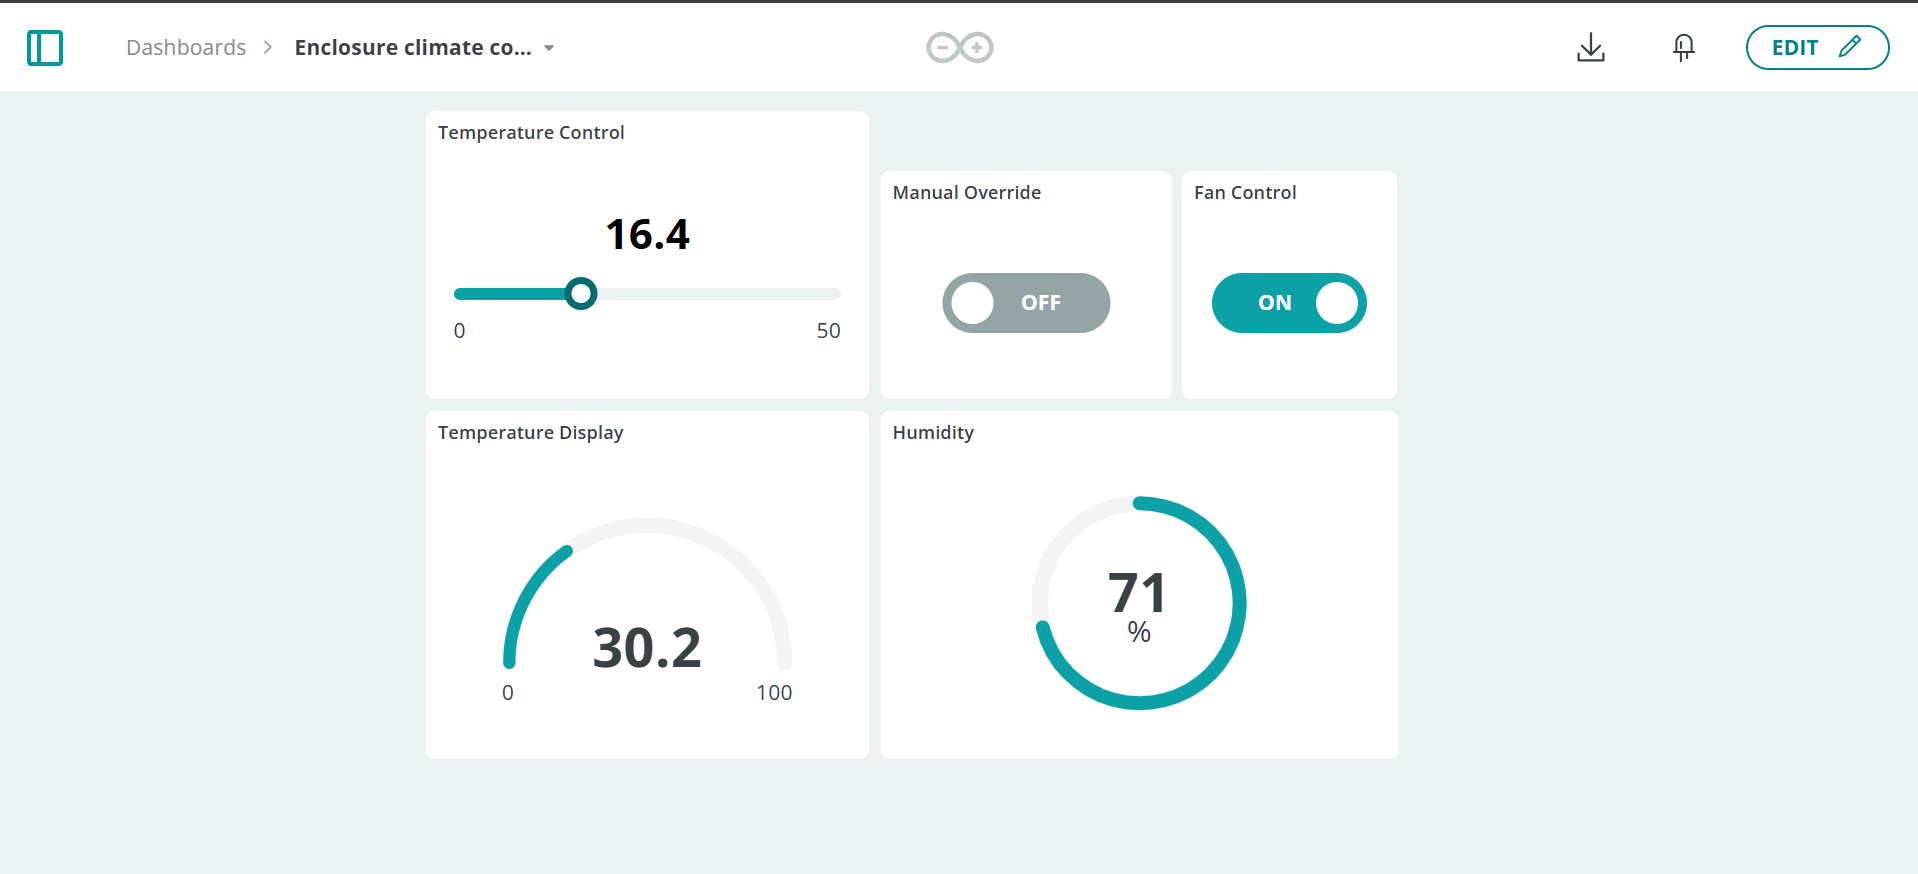 Dashboards > Enclosure climate co...
EDIT
Temperature Control
16.4
0 50
Manual Override
OFF
Fan Control
ON
Temperature Display
30.2
0 100
Humidity
71
%